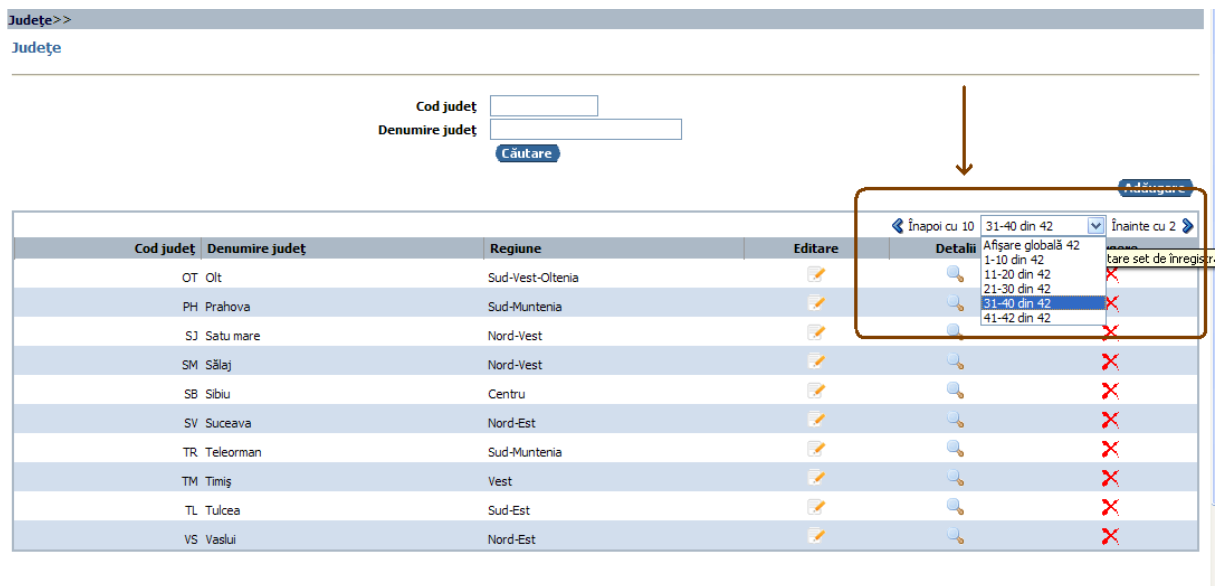 Judeţe>>
Judeţe
Cod judeţ
Denumire judeţ
Căutare
Adăugare
Înapoi cu 10 31-40 din 42 Înainte cu 2
Cod judeţ Denumire judeţ Regiune Editare Detalii
Afişare globală 42
1-10 din 42
11-20 din 42
21-30 din 42
31-40 din 42
41-42 din 42
tare set de înregistra
OT Olt Sud-Vest-Oltenia
PH Prahova Sud-Muntenia
SJ Satu mare Nord-Vest
SM Sălaj Nord-Vest
SB Sibiu Centru
SV Suceava Nord-Est
TR Teleorman Sud-Muntenia
TM Timiş Vest
TL Tulcea Sud-Est
VS Vaslui Nord-Est